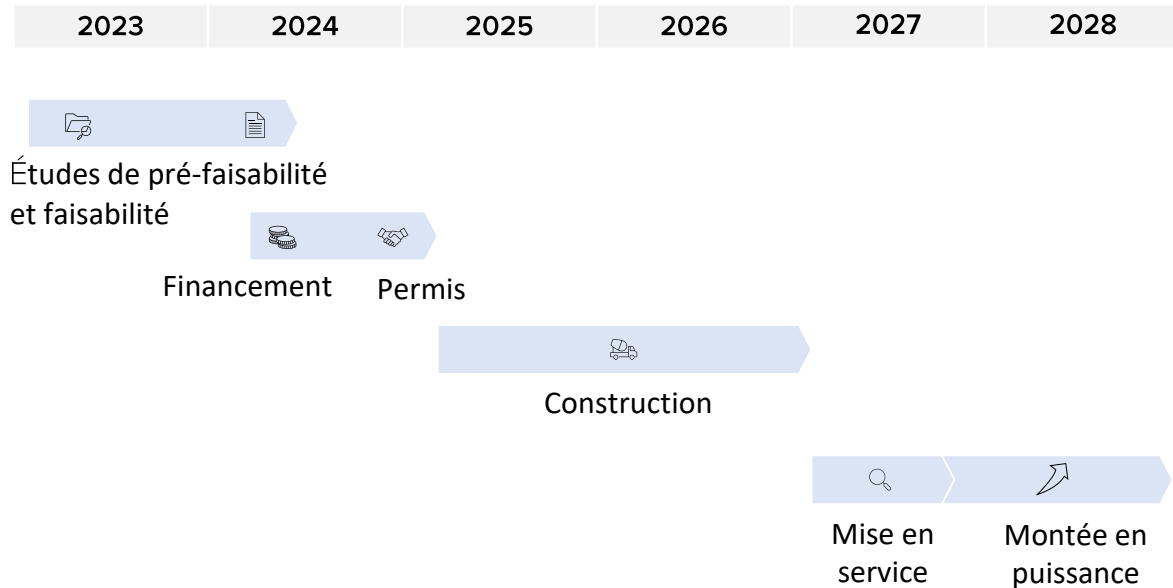 2023 2024 2025 2026 2027 2028
Études de pré-faisabilité
et faisabilité
Financement Permis
Construction
Mise en
service
Montée en
puissance